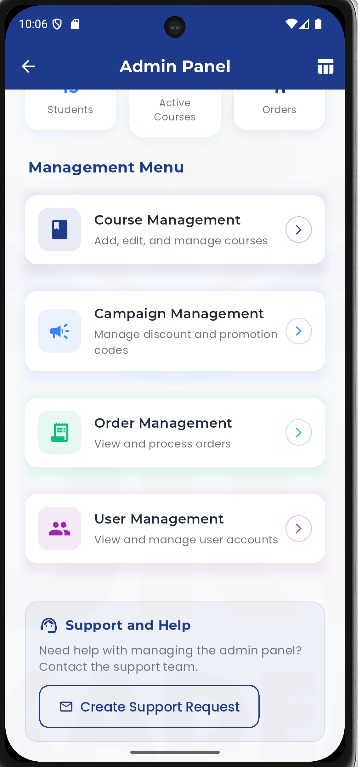 10:06
Admin Panel
Students
Active
Courses
Orders
Management Menu
Course Management
Add, edit, and manage courses
Campaign Management
Manage discount and promotion
codes
Order Management
View and process orders
User Management
View and manage user accounts
Support and Help
Need help with managing the admin panel?
Contact the support team.
Create Support Request